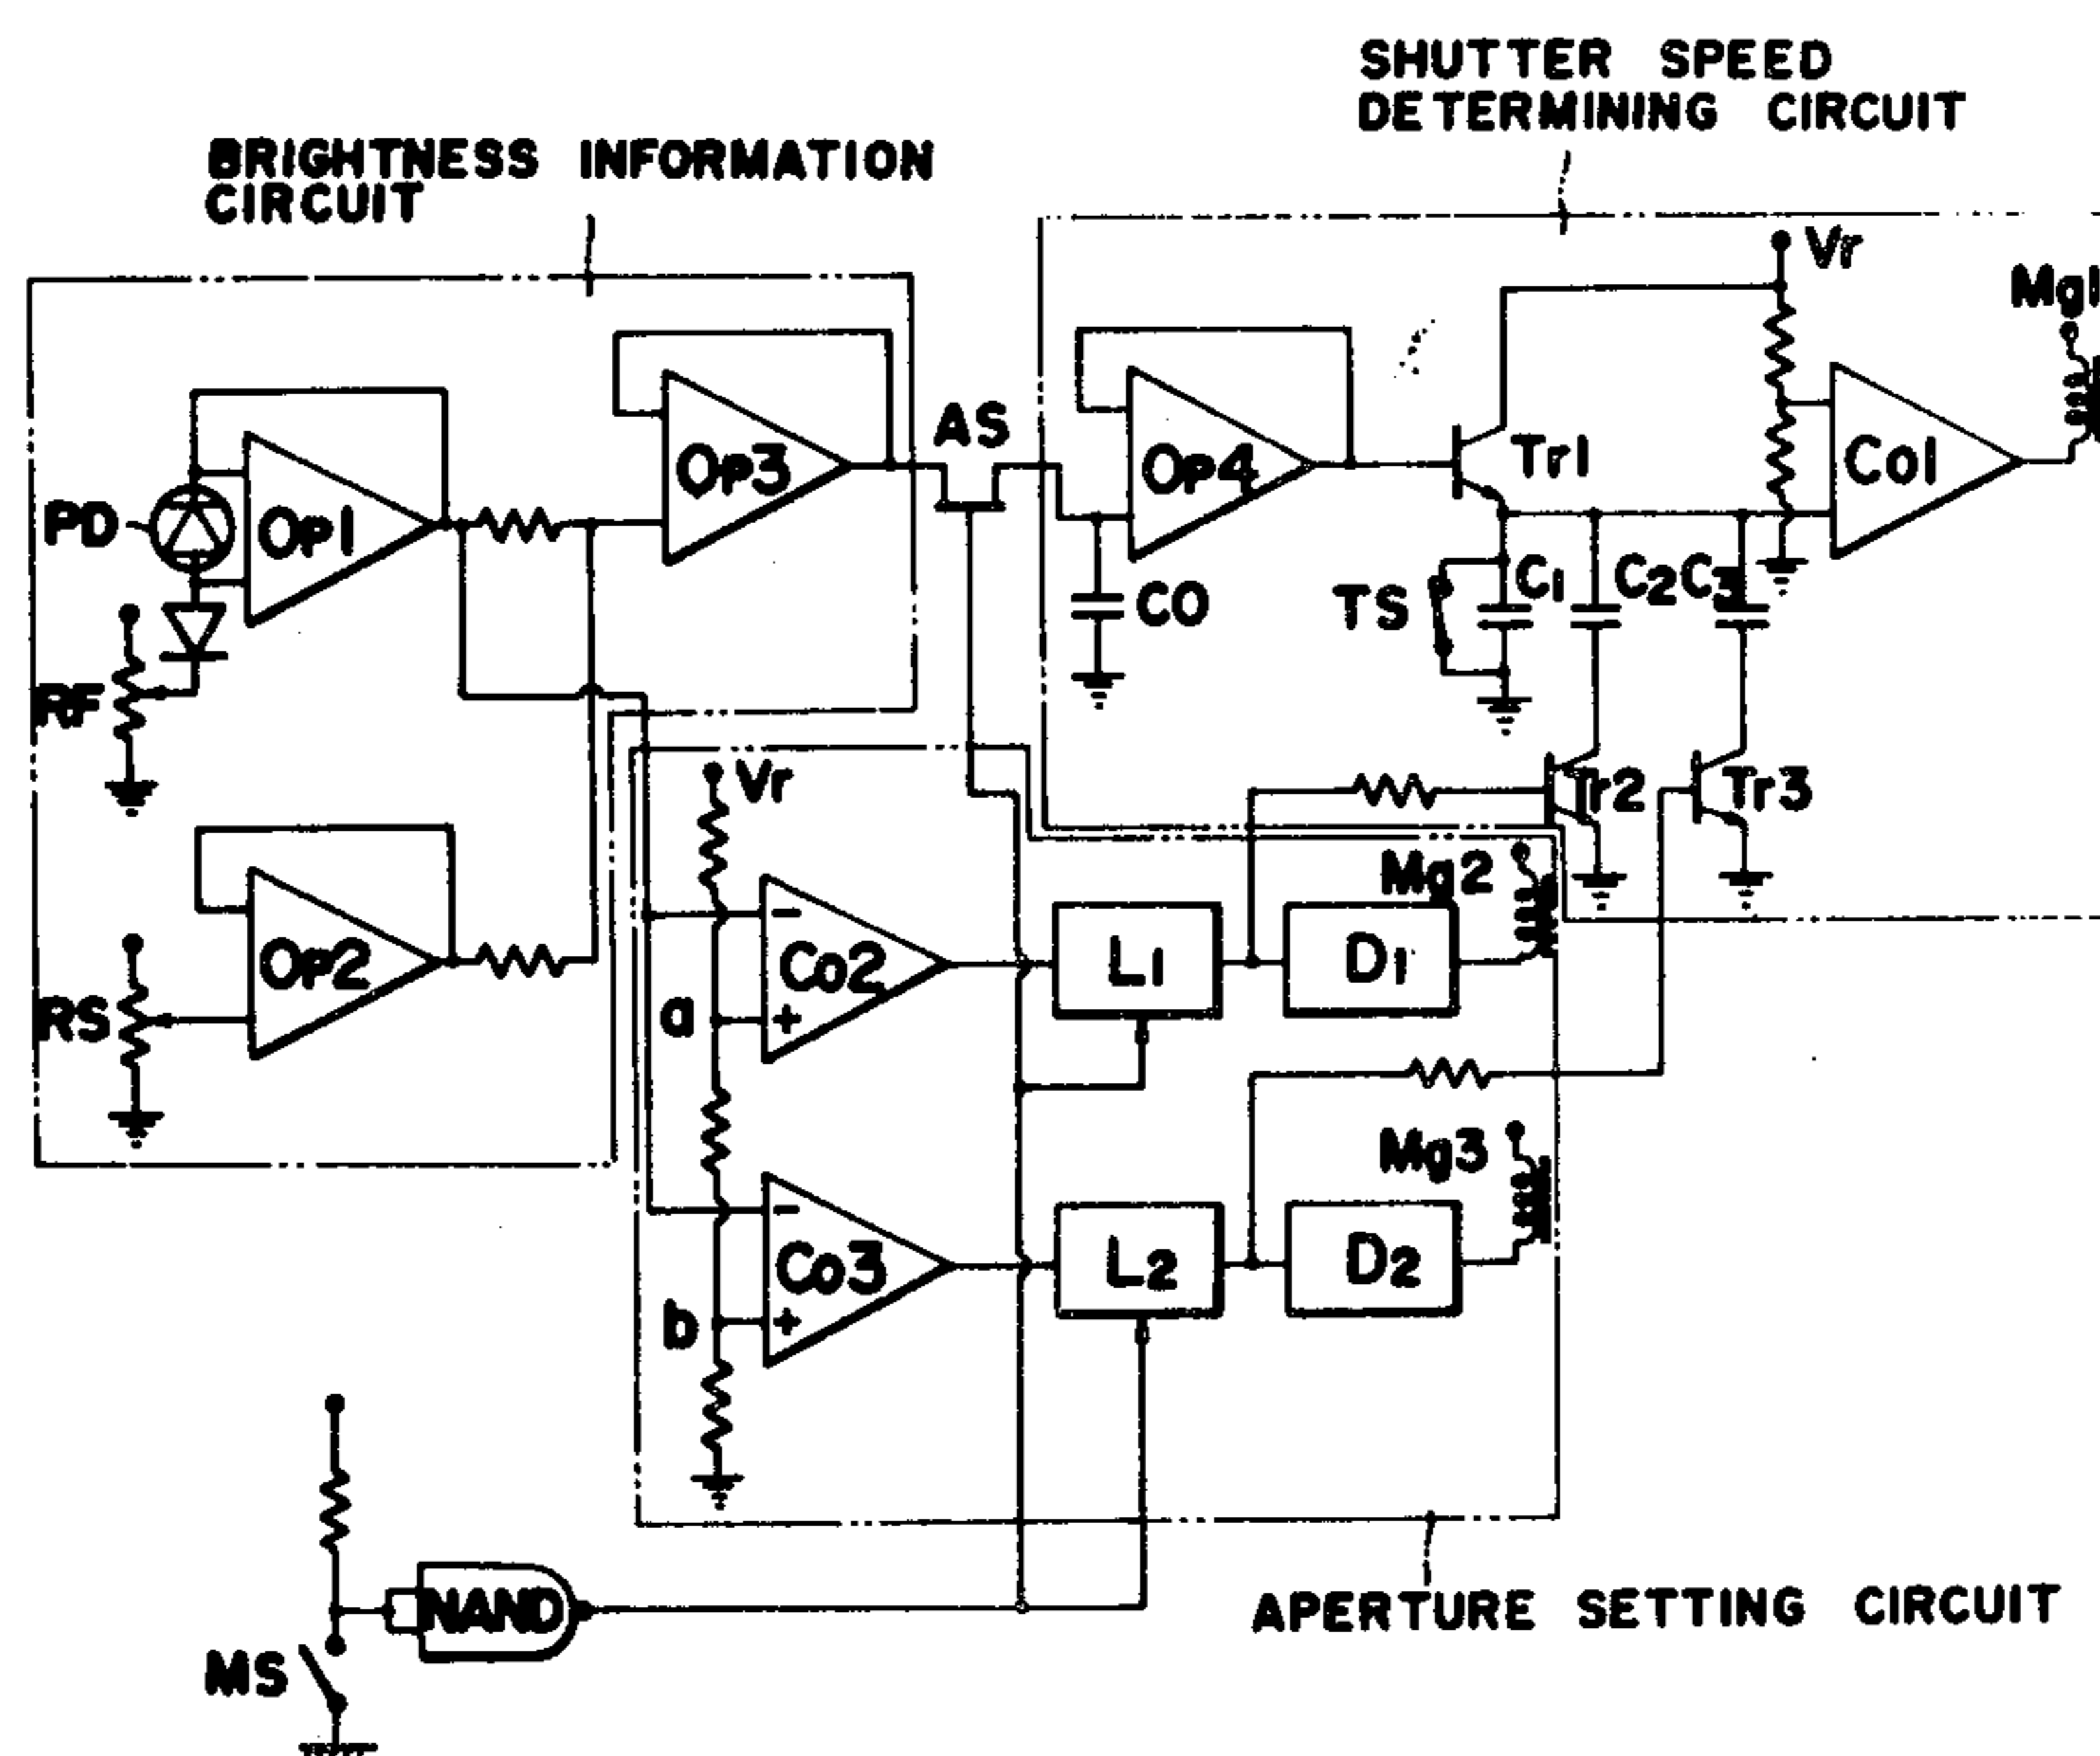 SHUTTER SPEED
DETERMINING CIRCUIT
BRIGHTNESS INFORMATION
CIRCUIT
Vr
Mg1
AS
Op3
Op4
Tr1
Co1
PD
Op1
C1
C2
C3
TS
CO
RF
Vr
Tr2
Tr3
Mg2
Op2
Co2
L1
D1
RS
a
Mg3
Co3
L2
D2
b
NAND
APERTURE SETTING CIRCUIT
MS